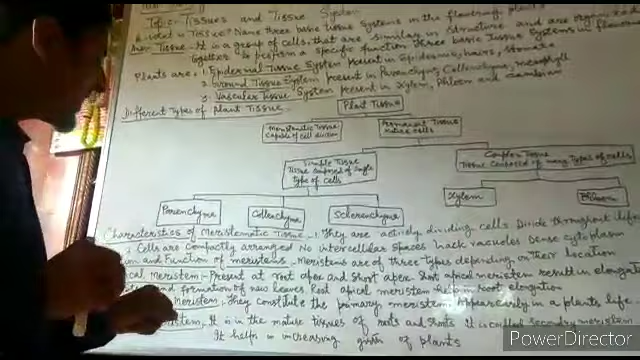 Topic:- Tissues and Tissue System
is Tissue? Name three basic tissue systems in the flowering plant
Ans:- Tissue - It is a group of cells, that are similar in structure and are
Together to perform a specific function Three basic Tissue Systems in flowering
Plants are. 1. Epidermal Tissue System present in Epidermis, hairs, stomata
2. Ground Tissue System present in Parenchyma, Collenchyma, mesophyll
3. Vascular Tissue System present in Xylem, Phloem and cambium
Different Types of plant Tissue
Plant Tissue
Meristematic Tissue Permanent Tissue
Capable of Cell division Mature cells
Simple Tissue Complex Tissue
Tissue composed of single Tissue composed of many types of cells
type of cells
Xylem Phloem
Parenchyma Collenchyma Sclerenchyma
Characteristics of Meristematic Tissue - 1. They are actively dividing cells Divide throughout life
Cells are compactly arranged No intercellular spaces Lack vacuoles Dense cytoplasm
and Function of meristems. Meristems are of three types depending on their location
Meristem:- Present at root apex and Shoot apex. Shoot apical meristem result in elongat
and formation of new leaves Root apical meristem root elongation
Meristem, They constitute the primary meristem in a plants life
It is in the mature tissues of roots and shoots It is called Secondary meristem
It helps in increasing girth of plants
PowerDirector